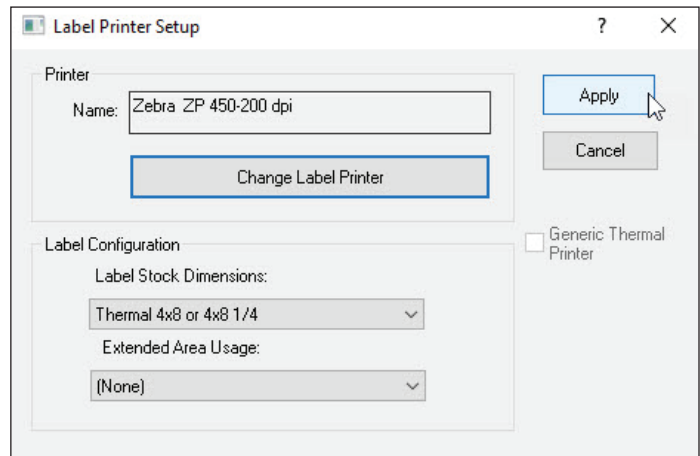 Label Printer Setup
?
Printer
Name: Zebra ZP 450-200 dpi
Apply
Change Label Printer
Cancel
Generic Thermal
Printer
Label Configuration
Label Stock Dimensions:
Thermal 4x8 or 4x8 1/4
Extended Area Usage:
(None)